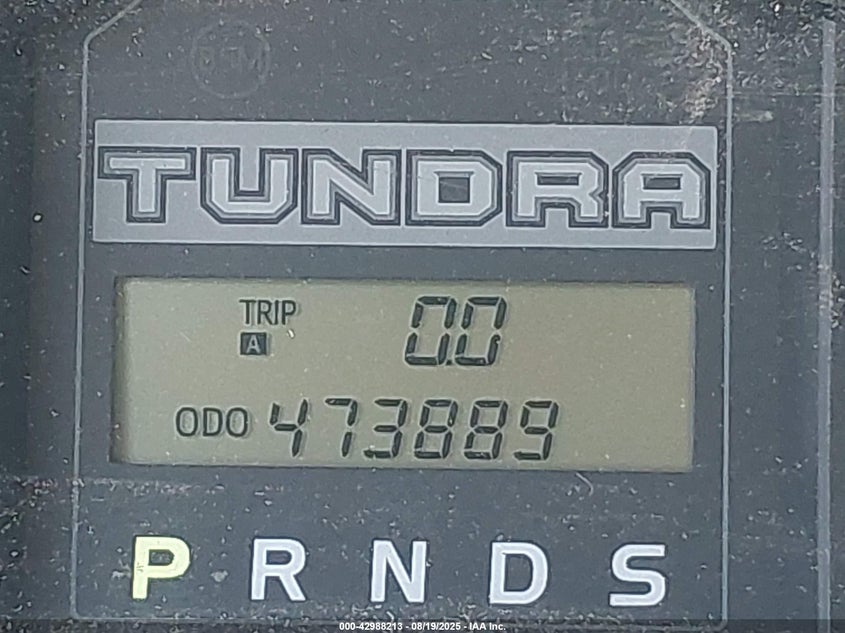 TUNDRA
TRIP A 0.0
ODO 473889
P R N D S
000-42988213 - 08/19/2025 - IAA Inc.